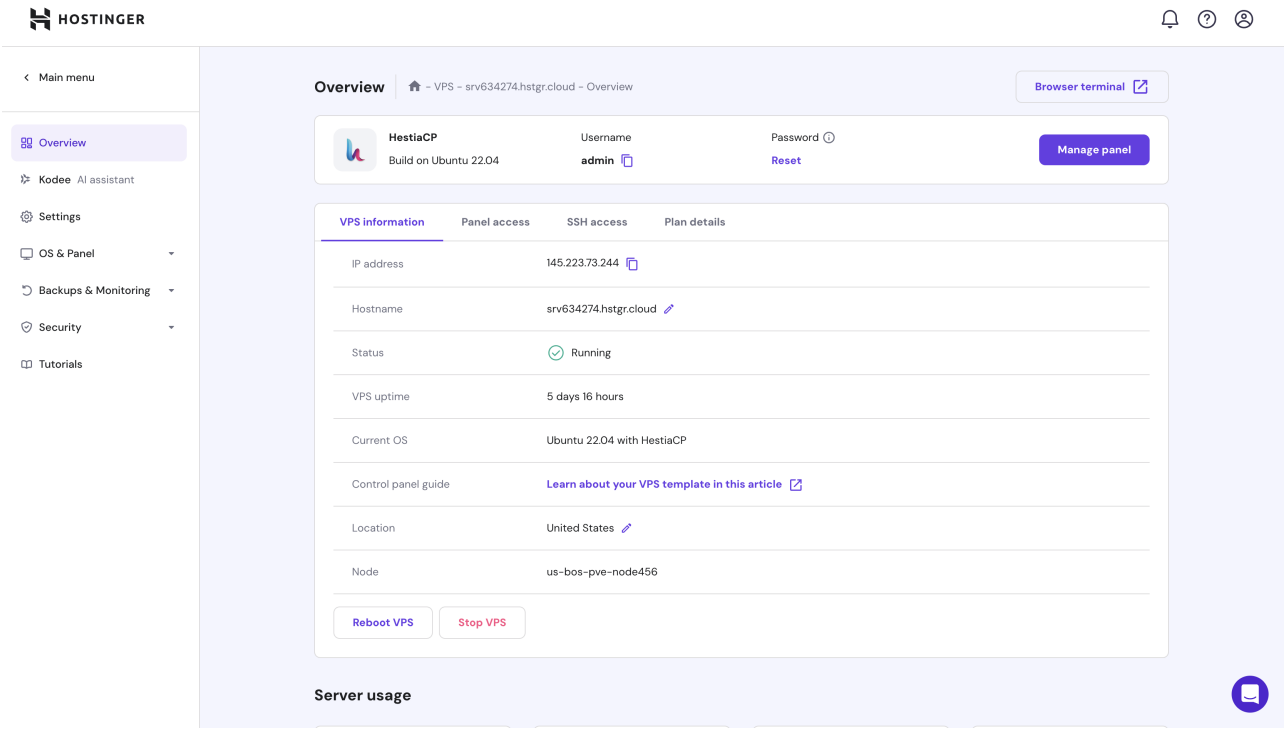 HOSTINGER
Main menu
Overview
Kodee AI assistant
Settings
OS & Panel
Backups & Monitoring
Security
Tutorials
Overview
- VPS - srv634274.hstgr.cloud - Overview
Browser terminal
HestiaCP
Build on Ubuntu 22.04
Username
admin
Password
Reset
Manage panel
VPS information Panel access SSH access Plan details
IP address 145.223.73.244
Hostname srv634274.hstgr.cloud
Status Running
VPS uptime 5 days 16 hours
Current OS Ubuntu 22.04 with HestiaCP
Control panel guide Learn about your VPS template in this article
Location United States
Node us-bos-pve-node456
Reboot VPS Stop VPS
Server usage